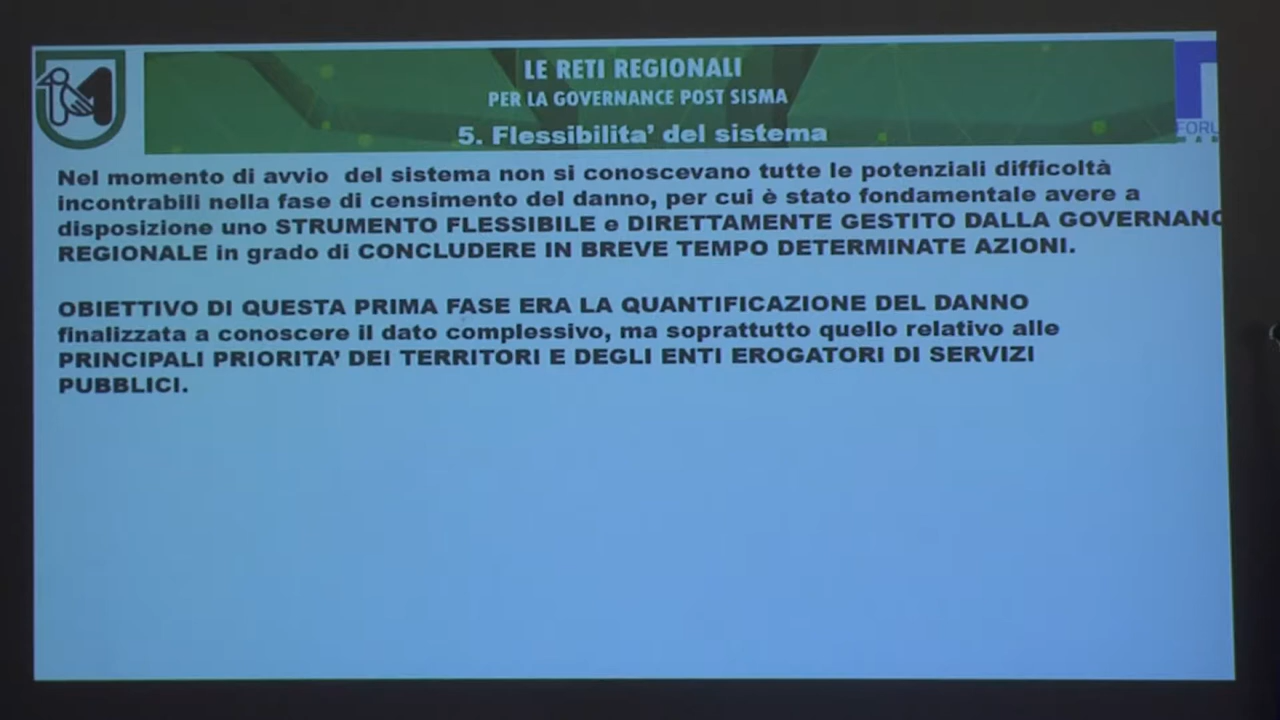 LE RETI REGIONALI
PER LA GOVERNANCE POST SISMA
5. Flessibilita' del sistema
FORU
Nel momento di avvio del sistema non si conoscevano tutte le potenziali difficoltà
incontrabili nella fase di censimento del danno, per cui è stato fondamentale avere a
disposizione uno STRUMENTO FLESSIBILE e DIRETTAMENTE GESTITO DALLA GOVERNANC
REGIONALE in grado di CONCLUDERE IN BREVE TEMPO DETERMINATE AZIONI.
OBIETTIVO DI QUESTA PRIMA FASE ERA LA QUANTIFICAZIONE DEL DANNO
finalizzata a conoscere il dato complessivo, ma soprattutto quello relativo alle
PRINCIPALI PRIORITA' DEI TERRITORI E DEGLI ENTI EROGATORI DI SERVIZI
PUBBLICI.